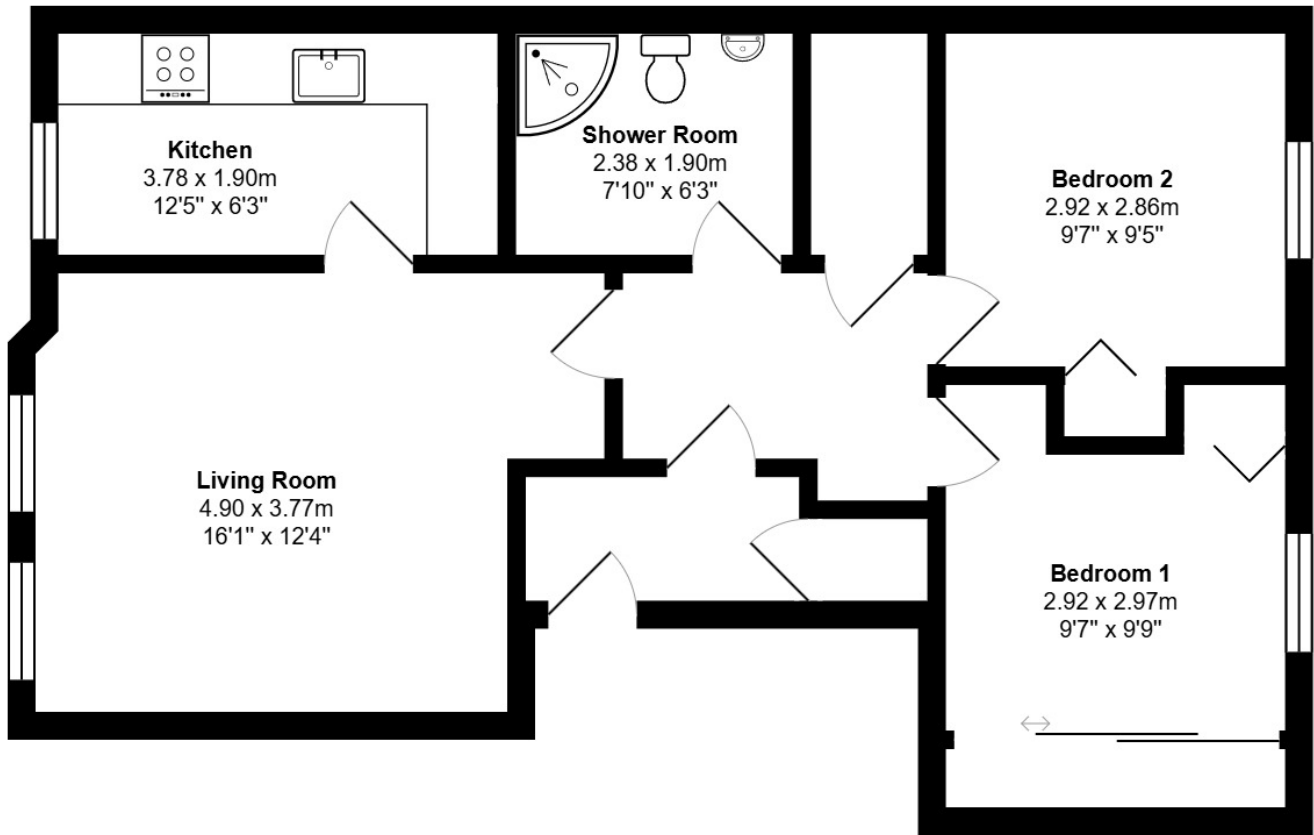 Kitchen
3.78 x 1.90m
12'5" x 6'3"
Shower Room
2.38 x 1.90m
7'10" x 6'3"
Bedroom 2
2.92 x 2.86m
9'7" x 9'5"
Living Room
4.90 x 3.77m
16'1" x 12'4"
Bedroom 1
2.92 x 2.97m
9'7" x 9'9"